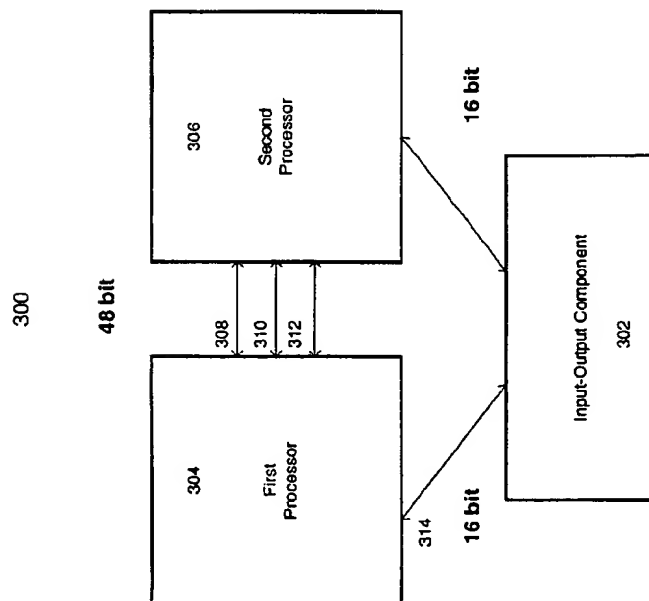 300
48 bit
304
First
Processor
308
310
312
306
Second
Processor
314
16 bit
16 bit
Input-Output Component
302